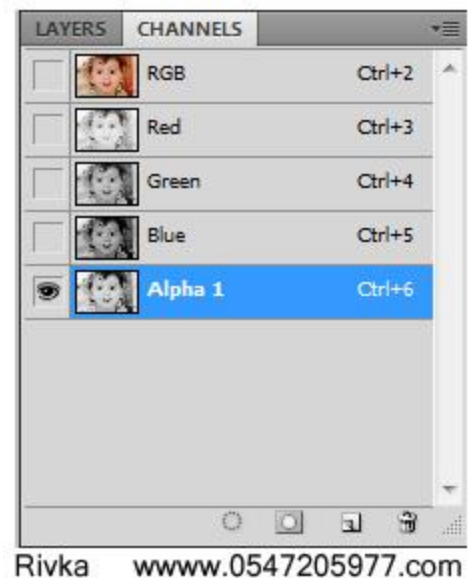 LAYERS CHANNELS
RGB Ctrl+2
Red Ctrl+3
Green Ctrl+4
Blue Ctrl+5
Alpha 1 Ctrl+6
Rivka wwww.0547205977.com